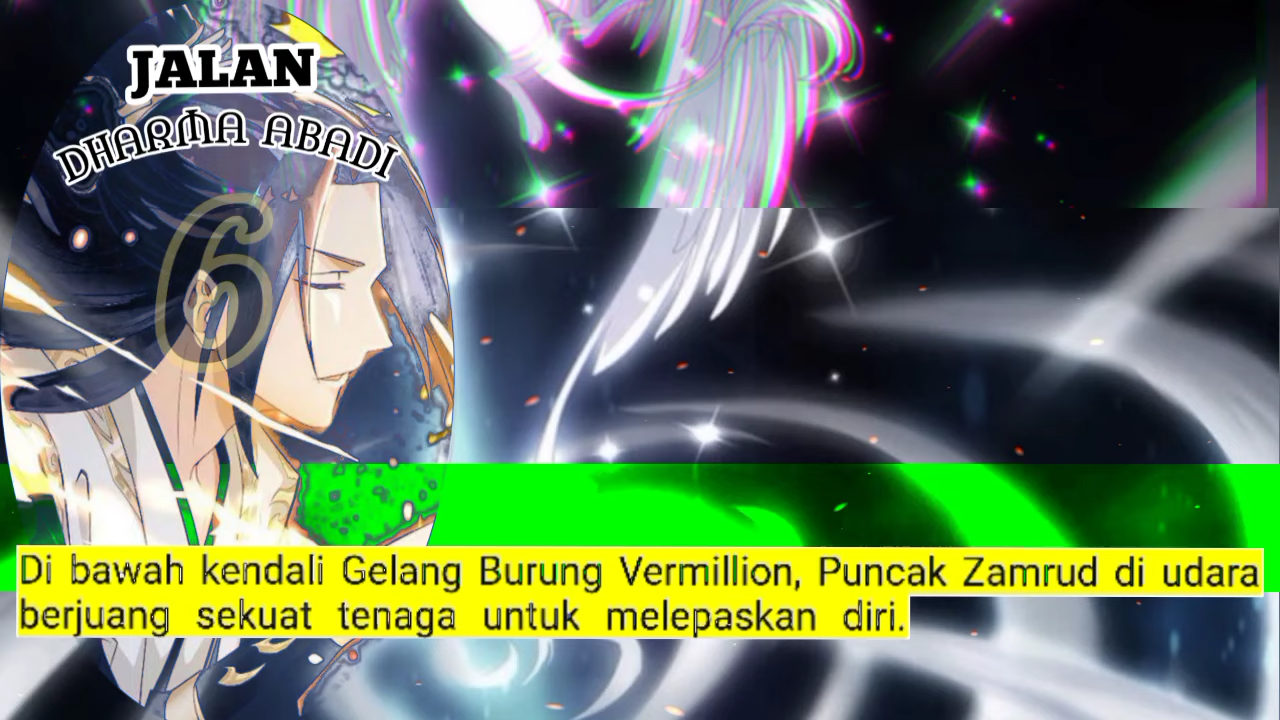 JALAN
DHARMA ABADI
6
Di bawah kendali Gelang Burung Vermillion, Puncak Zamrud di udara
berjuang sekuat tenaga untuk melepaskan diri.